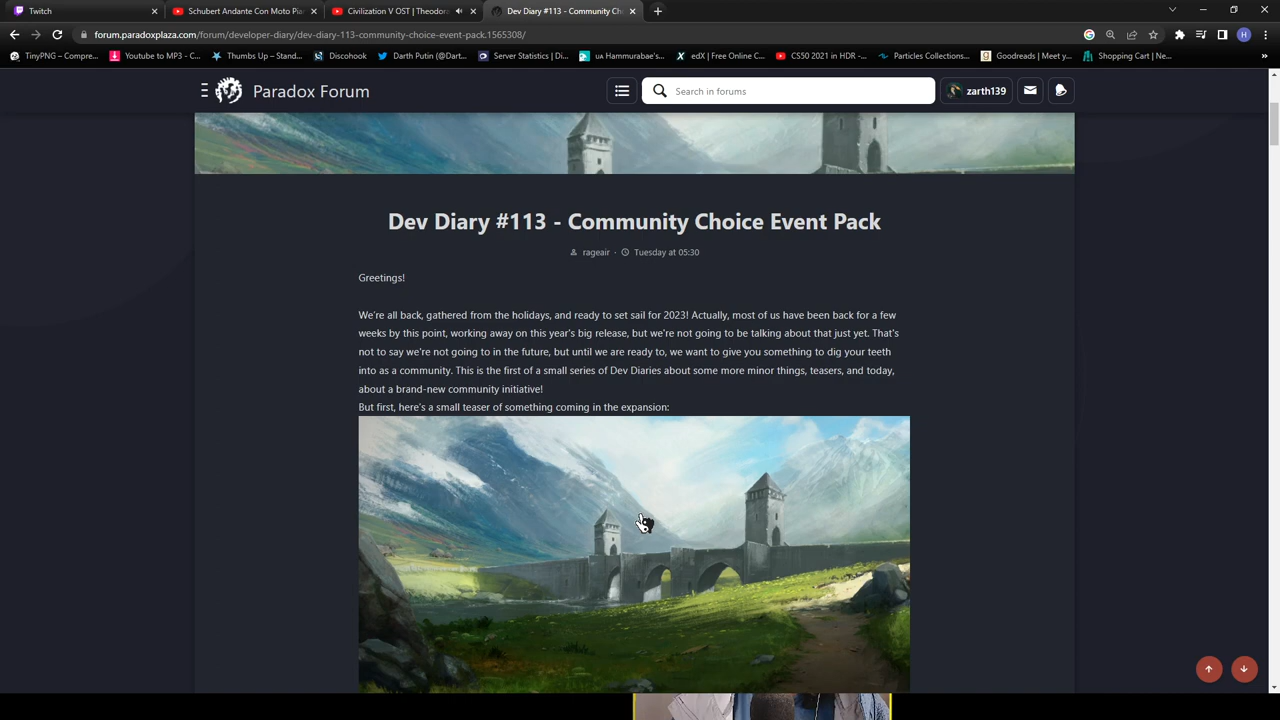 Twitch
Schubert Andante Con Moto Pia
Civilization V OST | Theodor
Dev Diary #113 - Community Ch
forum.paradoxplaza.com/forum/developer-diary/dev-diary-113-community-choice-event-pack.1565308/
H
TinyPNG – Compre...
YouTube to MP3 - C...
Thumbs Up - Stand...
Discohook
Darth Putin (@Dart...
Server Statistics | Di...
ua Hammurabae's...
edX | Free Online C...
CS50 2021 in HDR -...
Particles Collections...
Goodreads | Meet y...
Shopping Cart | Ne...
Paradox Forum
Search in forums
zarth139
Dev Diary #113 - Community Choice Event Pack
rageair · Tuesday at 05:30
Greetings!
We're all back, gathered from the holidays, and ready to set sail for 2023! Actually, most of us have been back for a few
weeks by this point, working away on this year's big release, but we're not going to be talking about that just yet. That's
not to say we're not going to in the future, but until we are ready to, we want to give you something to dig your teeth
into as a community. This is the first of a small series of Dev Diaries about some more minor things, teasers, and today,
about a brand-new community initiative!
But first, here's a small teaser of something coming in the expansion: